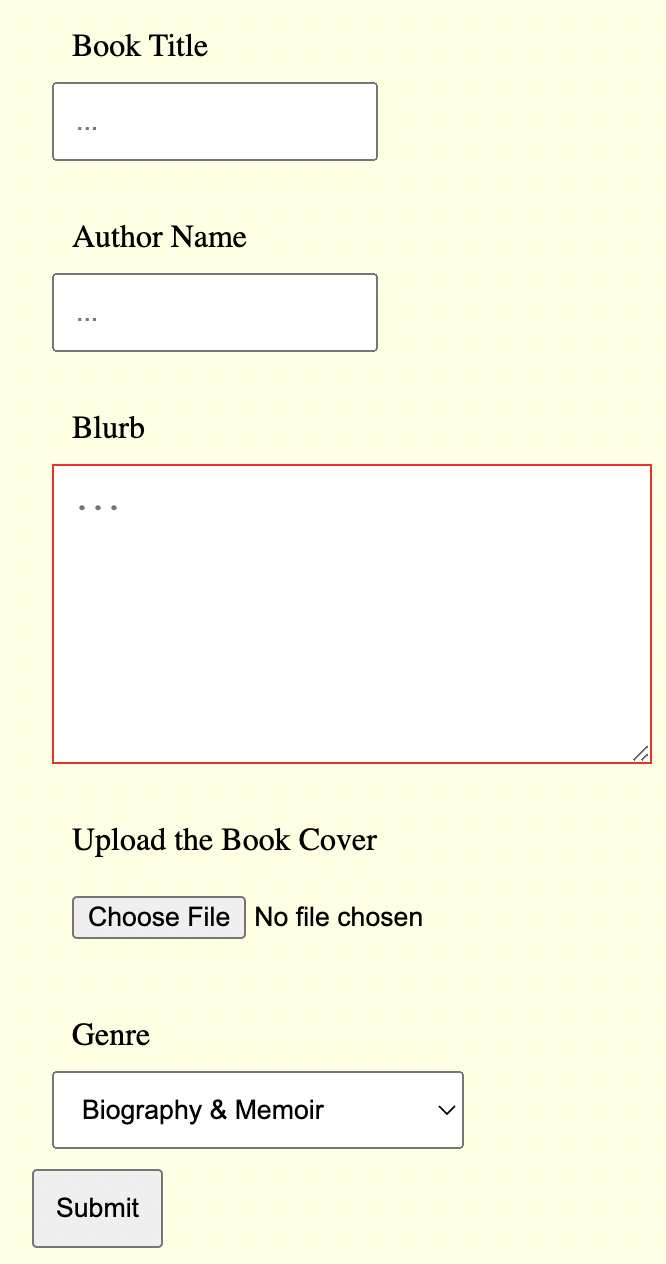 Book Title
...
Author Name
...
Blurb
...
Upload the Book Cover
Choose File No file chosen
Genre
Biography & Memoir
Submit